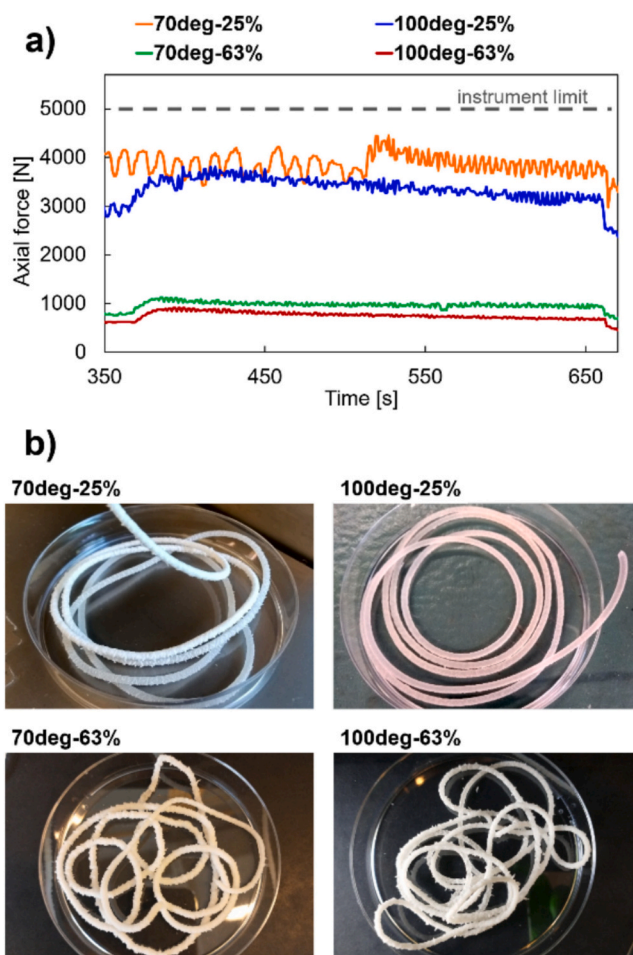 a)
70deg-25% 100deg-25%
70deg-63% 100deg-63%
instrument limit
5000
4000
3000
2000
1000
0
Axial force [N]
350 450 550 650
Time [s]
b)
70deg-25% 100deg-25%
70deg-63% 100deg-63%